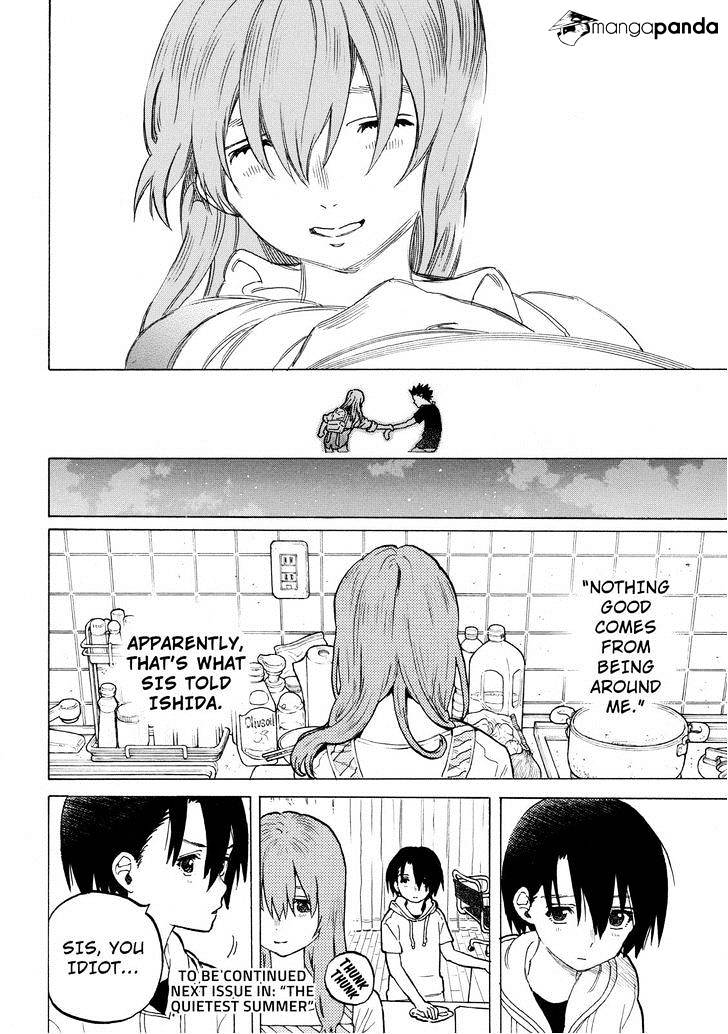 mangapanda
"NOTHING
GOOD
COMES
FROM
BEING
AROUND
ME."
APPARENTLY,
THAT'S WHAT
SIS TOLD
ISHIDA.
SIS, YOU
IDIOT...
THUNK
THUNK
TO BE CONTINUED
NEXT ISSUE IN: "THE
QUIETEST SUMMER".